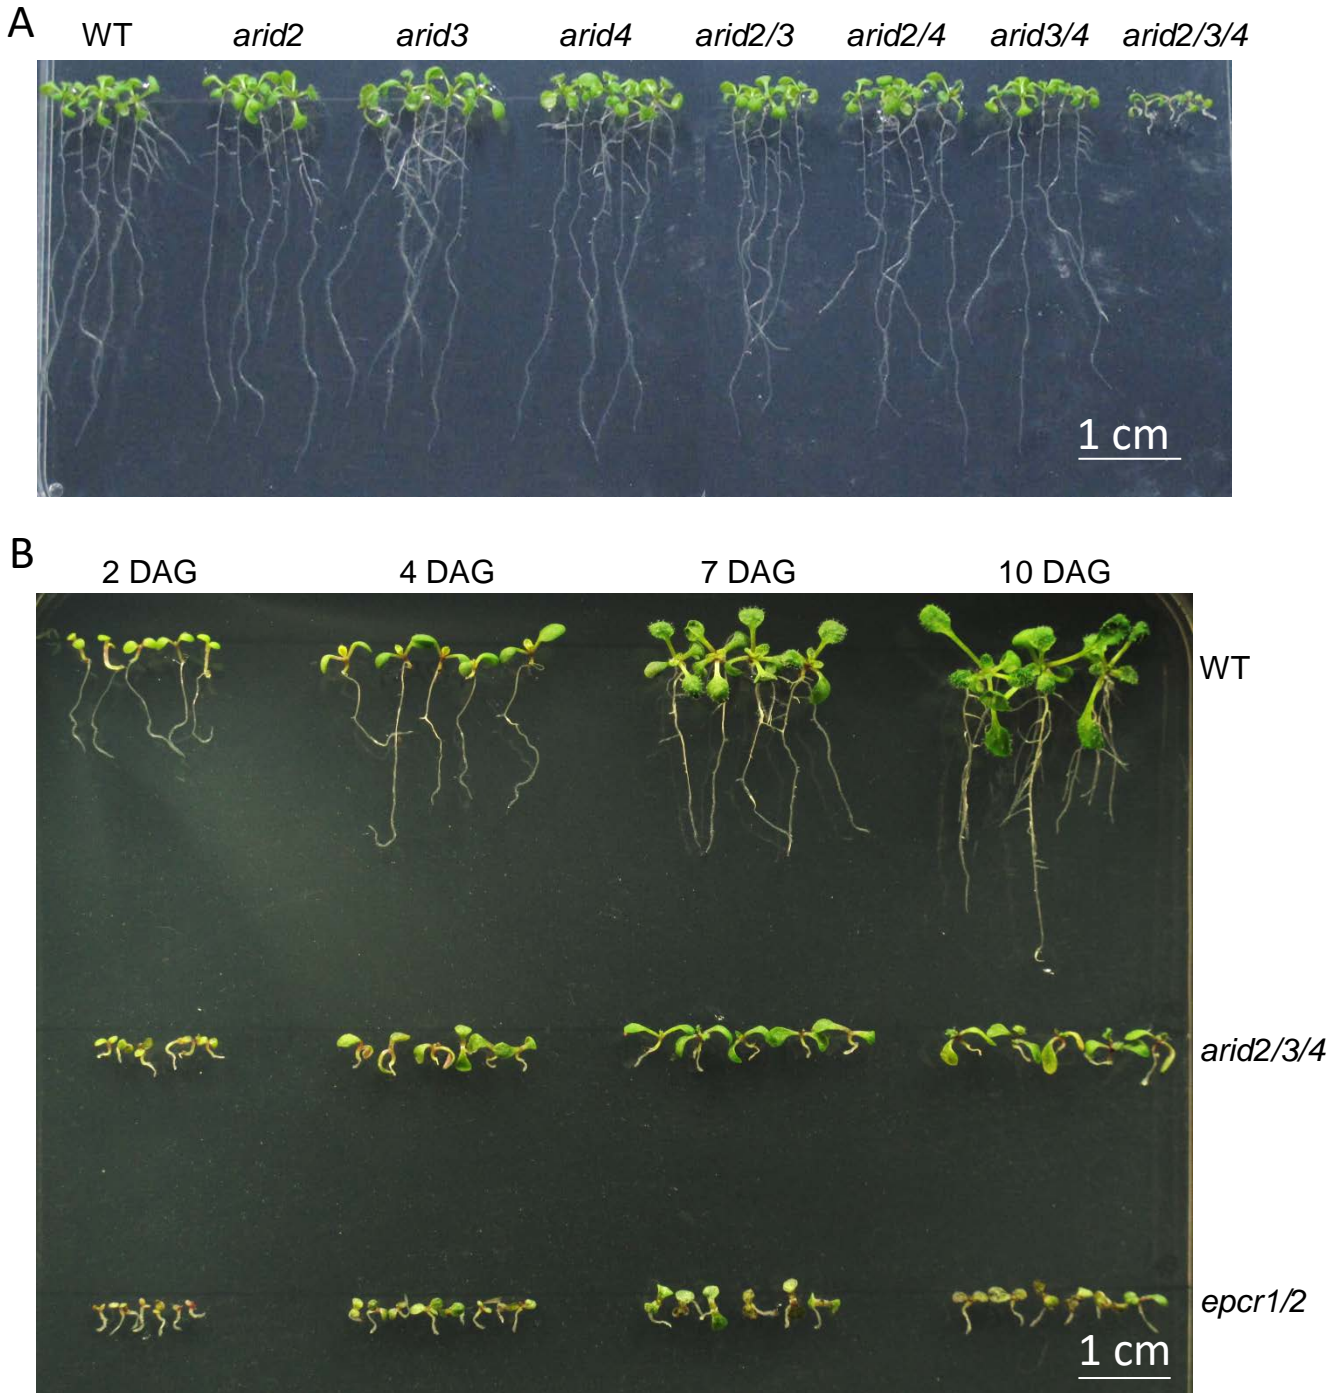 A
WT arid2 arid3 arid4 arid2/3 arid2/4 arid3/4 arid2/3/4
1 cm
B
2 DAG 4 DAG 7 DAG 10 DAG
WT
arid2/3/4
epcr1/2
1 cm